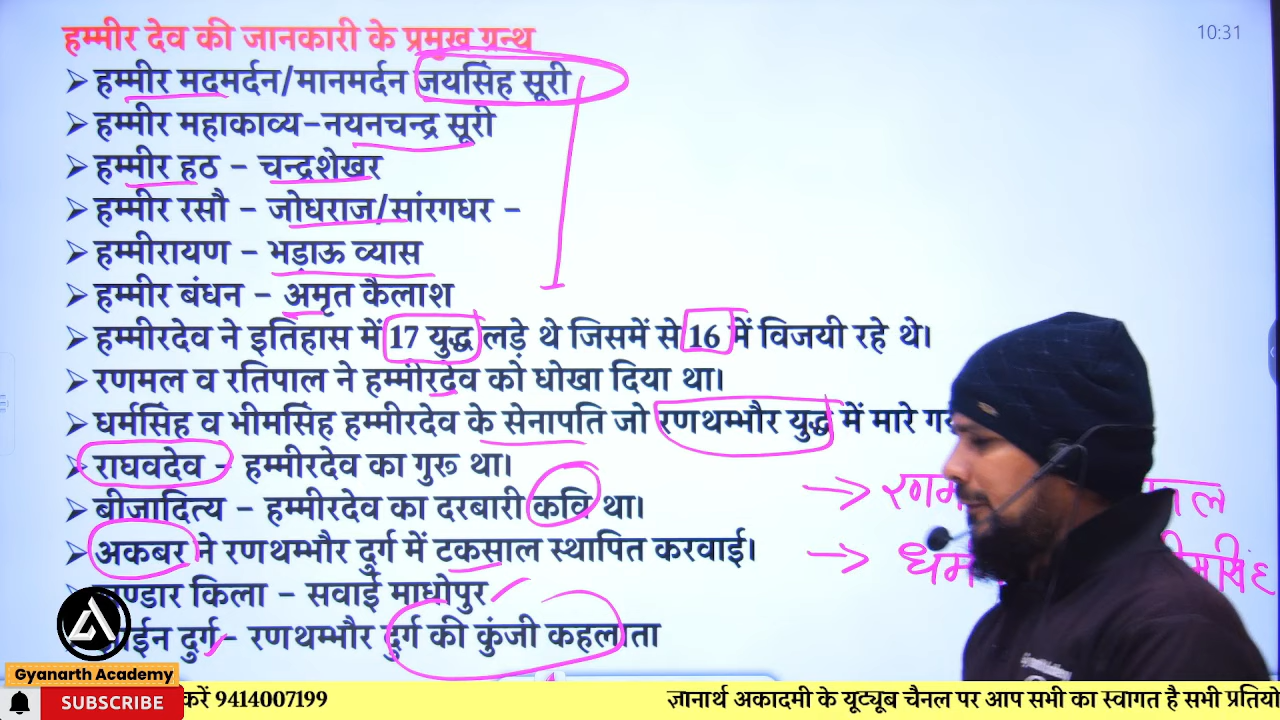 हम्मीर देव की जानकारी के प्रमुख ग्रन्थ
10:31
➢ हम्मीर मदमर्दन/मानमर्दन जयसिंह सूरी
➢ हम्मीर महाकाव्य-नयनचन्द्र सूरी
➢ हम्मीर हठ - चन्द्रशेखर
➢ हम्मीर रसौ - जोधराज/सांरगधर -
➢ हम्मीरायण - भड़ाऊ व्यास
➢ हम्मीर बंधन - अमृत कैलाश
➢ हम्मीरदेव ने इतिहास में 17 युद्ध लड़े थे जिसमें से 16 में विजयी रहे थे।
➢ रणमल व रतिपाल ने हम्मीरदेव को धोखा दिया था।
➢ धर्मसिंह व भीमसिंह हम्मीरदेव के सेनापति जो रणथम्भौर युद्ध में मारे
➢ राघवदेव - हम्मीरदेव का गुरू था।
➢ बीजादित्य - हम्मीरदेव का दरबारी कवि था।
➢ अकबर ने रणथम्भौर दुर्ग में टकसाल स्थापित करवाई।
किला - सवाई माधोपुर
दुर्ग - रणथम्भौर दुर्ग की कुंजी कहलाता
Gyanarth Academy
SUBSCRIBE
करें 9414007199
ज्ञानार्थ अकादमी के यूट्यूब चैनल पर आप सभी का स्वागत है सभी